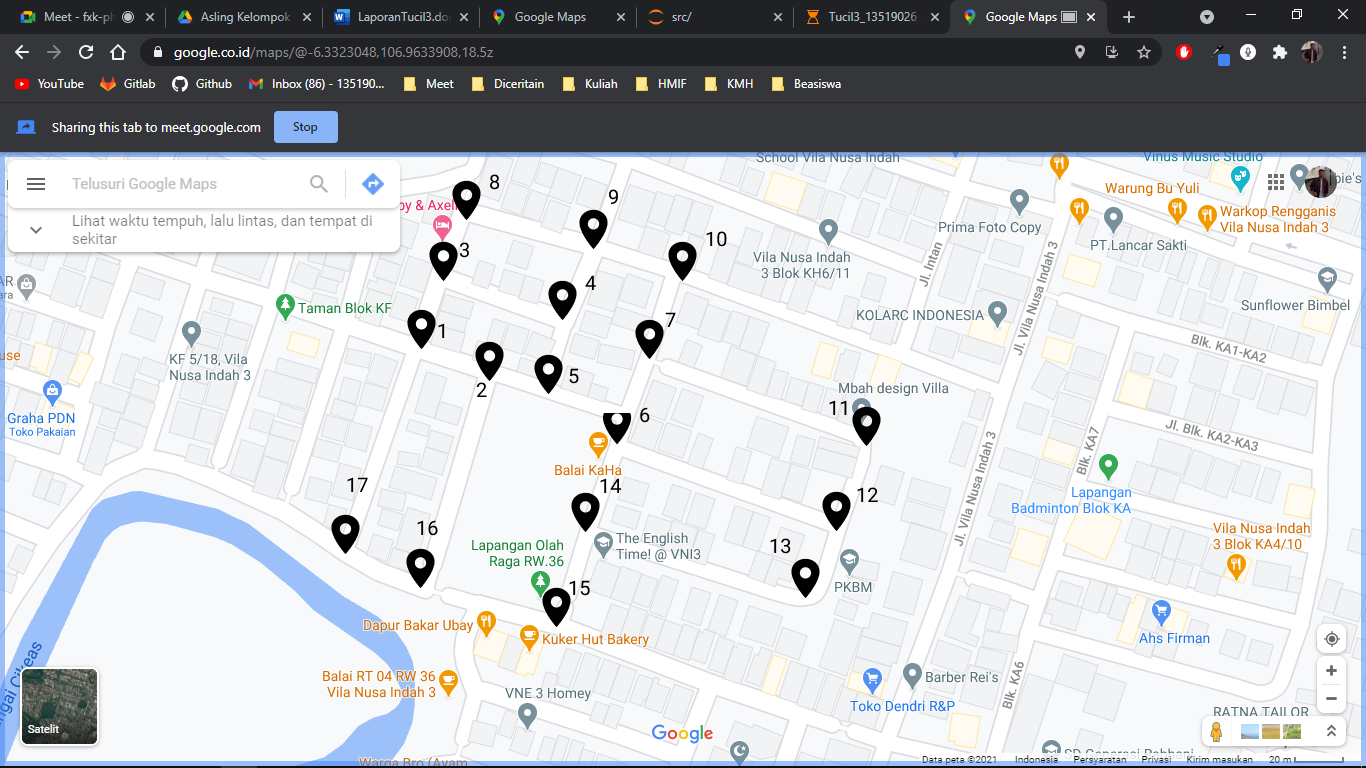 Meet - fxk-ph
Asling Kelompok
LaporanTucil3.do
Google Maps
src/
Tucil3_13519026
Google Maps
google.co.id/maps/@-6.3323048,106.9633908,18.5z
YouTube
Gitlab
Github
Inbox (86) - 135190...
Meet
Diceritain
Kuliah
HMIF
KMH
Beasiswa
Sharing this tab to meet.google.com
Stop
Telusuri Google Maps
Lihat waktu tempuh, lalu lintas, dan tempat di
sekitar
School Vila Nusa Indah
Vinus Music Studio
Warung Bu Yuli
Warkop Rengganis
Vila Nusa Indah 3
Prima Foto Copy
PT.Lancar Sakti
Vila Nusa Indah
3 Blok KH6/11
Jl. Intan
Jl. Vila Nusa Indah 3
Sunflower Bimbel
KOLARC INDONESIA
Blk. KA1-KA2
Taman Blok KF
KF 5/18, Vila
Nusa Indah 3
Graha PDN
Toko Pakaian
8
9
3
10
4
7
1
5
2
6
11
Mbah design Villa
Balai KaHa
Jl. Blk. KA2-KA3
Blk. KA7
Jl. Vila Nusa Indah 3
Lapangan
Badminton Blok KA
17
14
12
16
13
15
The English
Time! @ VNI3
Lapangan Olah
Raga RW.36
PKBM
Vila Nusa Indah
3 Blok KA4/10
Dapur Bakar Ubay
Kuker Hut Bakery
Ahs Firman
Balai RT 04 RW 36
Vila Nusa Indah 3
VNE 3 Homey
Barber Rei's
Toko Dendri R&P
Blk. KA6
RATNA TAILOR
Satelit
Google
Data peta ©2021
Indonesia
Persyaratan
Privasi
Kirim masukan
20 m